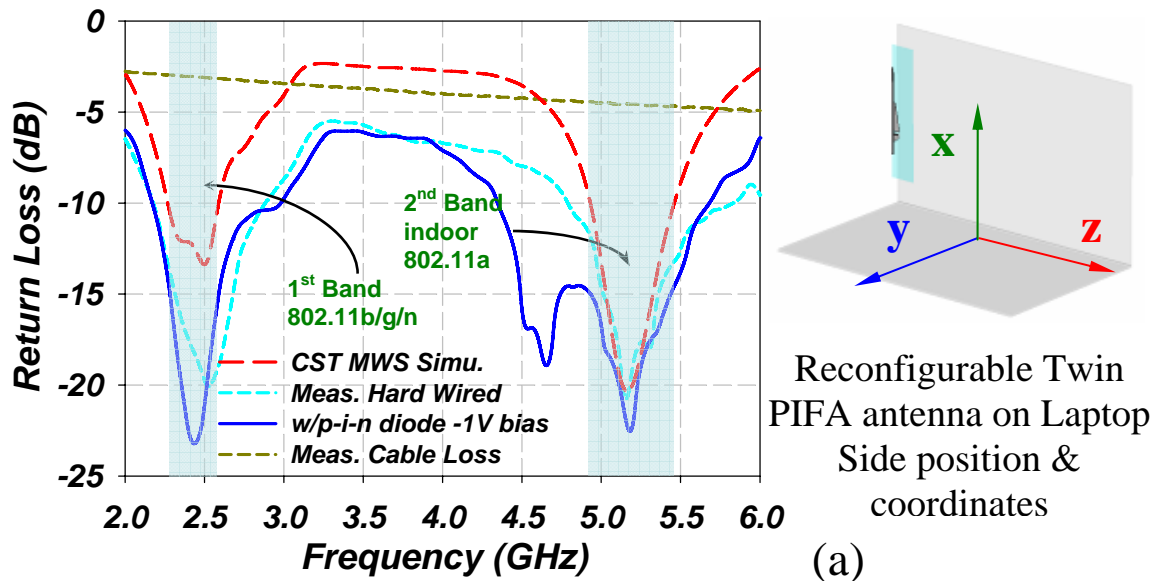 0
-5
-10
-15
-20
-25
Return Loss (dB)
2.0 2.5 3.0 3.5 4.0 4.5 5.0 5.5 6.0
Frequency (GHz)
1st Band
802.11b/g/n
2nd Band
indoor
802.11a
CST MWS Simu.
Meas. Hard Wired
w/p-i-n diode -1V bias
Meas. Cable Loss
x
y
z
Reconfigurable Twin
PIFA antenna on Laptop
Side position &
coordinates
(a)